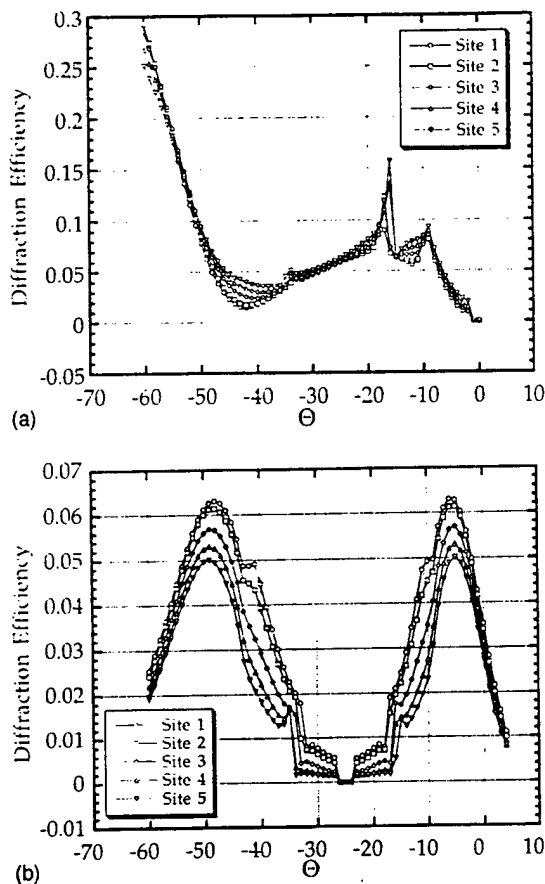 0.3
0.25
0.2
0.15
0.1
0.05
0
-0.05
Diffraction Efficiency
Site 1
Site 2
Site 3
Site 4
Site 5
-70 -60 -50 -40 -30 -20 -10 0 10
Θ
(a)
0.07
0.06
0.05
0.04
0.03
0.02
0.01
0
-0.01
Diffraction Efficiency
Site 1
Site 2
Site 3
Site 4
Site 5
-70 -60 -50 -40 -30 -20 -10 0 10
Θ
(b)